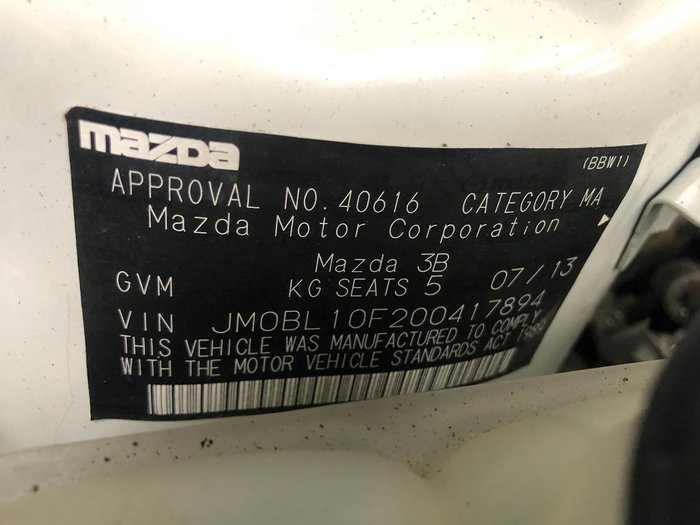 mazda
(BBW1)
APPROVAL NO. 40616 CATEGORY MA
Mazda Motor Corporation
Mazda 3B 07/13
GVM KG SEATS 5
VIN JM0BL10F200417894
THIS VEHICLE WAS MANUFACTURED TO COMPLY
WITH THE MOTOR VEHICLE STANDARDS ACT 1989